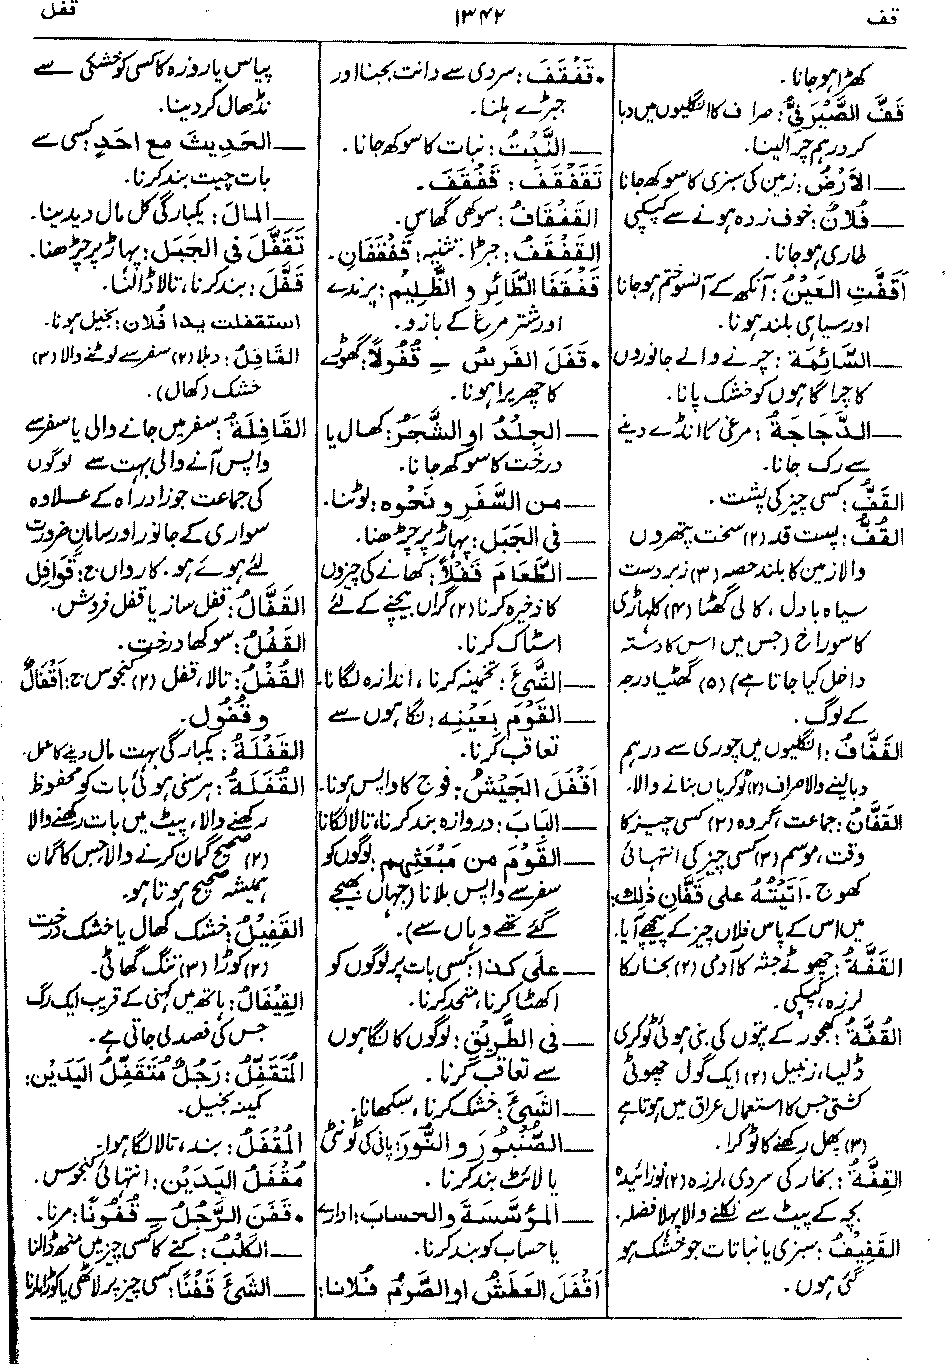 قف
۱۳۴۲
قفل
کھڑا ہو جانا۔
قَفَّ الصَّیْرَفِیُّ: صراف کا انگلیوں میں دبا
کر درہم چرا لینا۔
— الأرضُ: زمین کی سبزی کا سوکھ جانا
— فُلَانٌ: خوف زدہ ہونے سے کپکپی
طاری ہو جانا۔
اَقَفَّتِ العَیْنُ: آنکھ کے آنسو ختم ہو جانا
اور سیاہی بلند ہونا۔
— السَّائِمَةُ: چرنے والے جانوروں
کا چراگاہوں کو خشک پانا۔
— الدَّجَاجَةُ: مرغی کا انڈے دینے
سے رک جانا۔
القَفُّ: کسی چیز کی پشت۔
القُفُّ: پست قد (۲) سخت پتھروں
والا زمین کا بلند حصہ (۳) زبردست
سیاہ بادل، کالی گھٹا (۴) کلہاڑی
کا سوراخ (جس میں اس کا دستہ
داخل کیا جاتا ہے) (۵) گھٹیا درجہ
کے لوگ۔
القَفَّافُ: انگلیوں میں چوری سے درہم
دبا لینے والا صراف (۲) ٹوکریاں بنانے والا۔
القَفَّانُ: جماعت، گروہ (۲) کسی چیز کا
وقت، موسم (۳) کسی چیز کی انتہائی
کھوج۔ اَتَیْتُهُ علی قَفَّانِ ذٰلِكَ:
میں اس کے پاس فلاں چیز کے پیچھے آیا۔
القَفَّةُ: چھوٹے جثہ کا آدمی (۲) بخار کا
لرزہ، کپکپی۔
القُفَّةُ: کھجور کے پتوں کی بنی ہوئی ٹوکری
ڈلیا، زنبیل (۲) ایک گول چھوٹی
کشتی جس کا استعمال عراق میں ہوتا ہے
(۳) پھل رکھنے کا ٹوکرا۔
القِفَّةُ: بخار کی سردی، لرزہ (۲) نوزائیدہ
بچہ کے پیٹ سے نکلنے والا پہلا فضلہ۔
القَفِیْفُ: سبزی یا نباتات جو خشک ہو
گئی ہوں۔
• قَفْقَفَ: سردی سے دانت بجنا اور
جبڑے ہلنا۔
— النَّبْتُ: نبات کا سوکھ جانا۔
تَقَفْقَفَ: قَفْقَفَ۔
القَفْقَافُ: سوکھی گھاس۔
القَفْقَفُ: جبڑا۔ تثنیہ: قَفْقَفَانِ۔
قَفْقَفَا الطَّائِرِ و الظَّلِیْمِ: پرندے
اور شتر مرغ کے بازو۔
• قَفَلَ الفَرَسُ — قُفُولًا: گھوڑے
کا چھریرا ہونا۔
— الجِلْدُ او الشَّجَرُ: کھال یا
درخت کا سوکھ جانا۔
— من السَّفَرِ و نَحْوِه: لوٹنا۔
— فی الجَبَلِ: پہاڑ پر چڑھنا۔
— الطَّعَامَ قَفْلًا: کھانے کی چیزوں
کا ذخیرہ کرنا (۲) گراں بیچنے کے لئے
اسٹاک کرنا۔
— الشَّیْءَ: تخمینہ کرنا، اندازہ لگانا۔
— القَوْمَ بِعَیْنِهِ: نگاہوں سے
تعاقب کرنا۔
اَقْفَلَ الجَیْشُ: فوج کا واپس ہونا۔
— البَابَ: دروازہ بند کرنا، تالا لگانا
— القَوْمَ من مَبْعَثِهِم: لوگوں کو
سفر سے واپس بلانا (جہاں بھیجے
گئے تھے وہاں سے)۔
— علی کذا: کسی بات پر لوگوں کو
اکھٹا کرنا، متحد کرنا۔
— فی الطَّرِیْقِ: لوگوں کا نگاہوں
سے تعاقب کرنا۔
— الشَّیْءَ: خشک کرنا، سکھانا۔
— الصُّنْبُورَ و النُّورَ: پانی کی ٹونٹی
یا لائٹ بند کرنا۔
— المؤسَّسَةَ والحسابَ: ادارے
یا حساب کو بند کرنا۔
اَقْفَلَ العَطَشُ او الصَّوْمُ فُلَانًا:
پیاس یا روزہ کا کسی کو خشکی سے
نڈھال کر دینا۔
— الحَدِیثَ مع اَحَدٍ: کسی سے
بات چیت بند کرنا۔
— المَالَ: یکبارگی کل مال دیدینا۔
تَقَفَّلَ فی الجَبَلِ: پہاڑ پر چڑھنا۔
قَفَّلَ: بند کرنا، تالا ڈالنا۔
استقفلت یدا فُلان: بخیل ہونا۔
القَافِلُ: دبلا (۲) سفر سے لوٹنے والا (۳)
خشک (کھال)۔
القَافِلَةُ: سفر میں جانے والی یا سفر سے
واپس آنے والی بہت سے لوگوں
کی جماعت جو زاد راہ کے علاوہ
سواری کے جانور اور سامان ضرورت
لئے ہوئے ہو۔ کارواں ج: قَوَافِل
القَفَّالُ: قفل ساز یا قفل فروش۔
القَفْلُ: سوکھا درخت۔
القُفْلُ: تالا، قفل (۲) کنجوس ج: اَقْفَالٌ
و قُفُول۔
القَفْلَةُ: یکبارگی بہت مال دینے کا عمل۔
القُفَلَةُ: ہر سنی ہوئی بات کو محفوظ
رکھنے والا، پیٹ میں بات رکھنے والا
(۲) صحیح گمان کرنے والا جس کا گمان
ہمیشہ صحیح ہوتا ہو۔
القَفِیْلُ: خشک کھال یا خشک درخت
(۲) کوڑا (۳) تنگ گھاٹی۔
القِیْفَالُ: ہاتھ میں کہنی کے قریب ایک رگ
جس کی فصد لی جاتی ہے۔
المُتَقَفِّلُ: رَجُلٌ مُتَقَفِّلُ الیَدَیْنِ:
کمینہ بخیل۔
المُقْفَلُ: بند، تالا لگا ہوا۔
مُقْفَلُ الیَدَیْنِ: انتہائی کنجوس۔
• قَفَنَ الرَّجُلُ — قُفُونًا: مرنا۔
— الکَلْبُ: کتے کا کسی چیز میں منھ ڈالنا
— الشیْءَ قَفْنًا: کسی چیز پر لاٹھی یا کوڑا مارنا